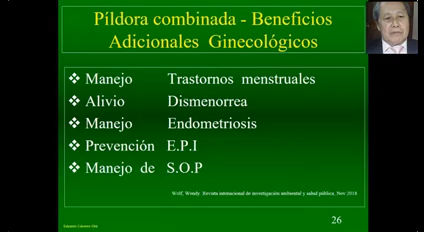 Píldora combinada - Beneficios
Adicionales Ginecológicos
❖ Manejo Trastornos menstruales
❖ Alivio Dismenorrea
❖ Manejo Endometriosis
❖ Prevención E.P.I
❖ Manejo de S.O.P
Wolf, Wendy. Revista internacional de investigación ambiental y salud pública, Nov 2018
26